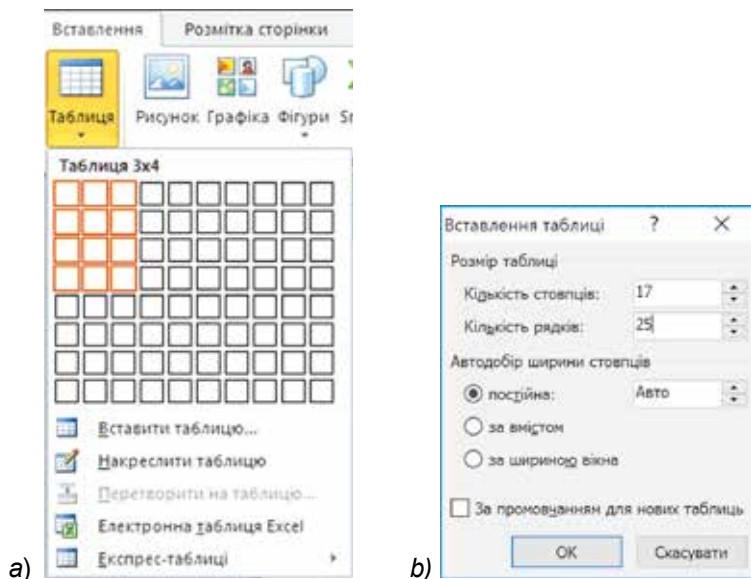 Вставлення Розмітка сторінки
Таблиця Рисунок Графіка Фігури Sr
Таблиця 3x4
Вставити таблицю...
Накреслити таблицю
Перетворити на таблицю...
Електронна таблиця Excel
Експрес-таблиці
a)
Вставлення таблиці ?
Розмір таблиці
Кількість стовпців: 17
Кількість рядків: 25
Автодобір ширини стовпців
постійна: Авто
за вмістом
за шириною вікна
За промовчанням для нових таблиць
ОК Скасувати
b)